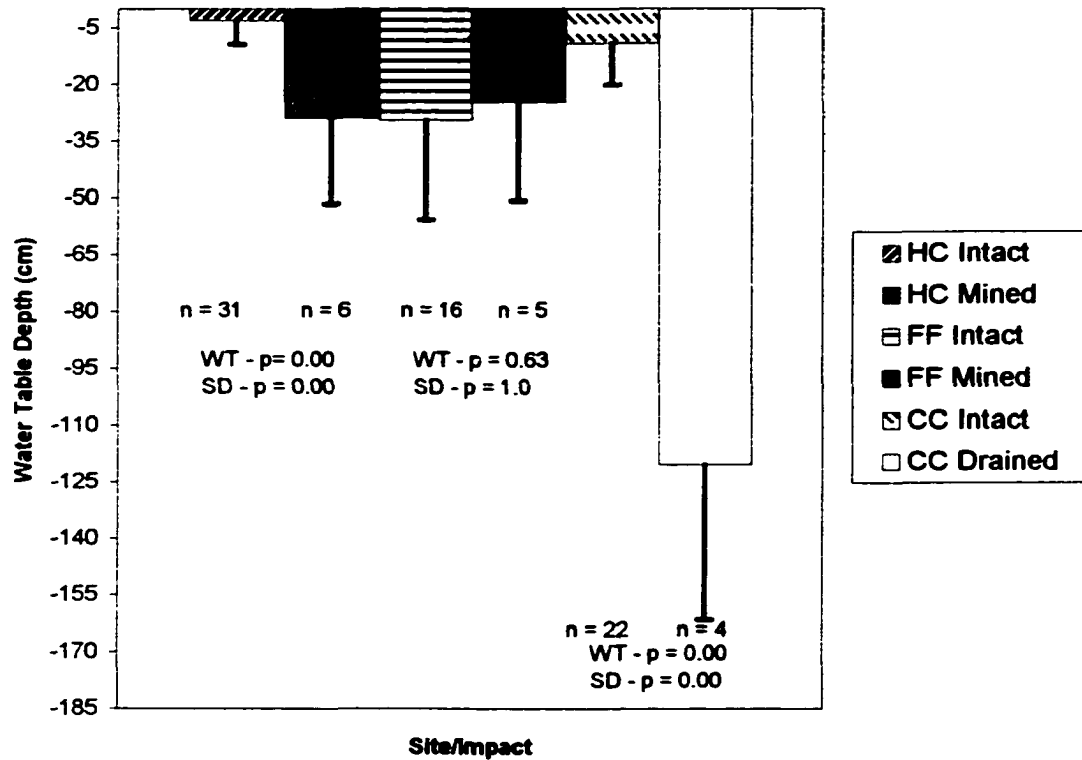 -5
-20
-35
-50
-65
-80
-95
-110
-125
-140
-155
-170
-185
Water Table Depth (cm)
n = 31
n = 6
n = 16
n = 5
WT - p= 0.00
SD - p = 0.00
WT - p = 0.63
SD - p = 1.0
n = 22
n = 4
WT - p = 0.00
SD - p = 0.00
Site/Impact
HC Intact
HC Mined
FF Intact
FF Mined
CC Intact
CC Drained